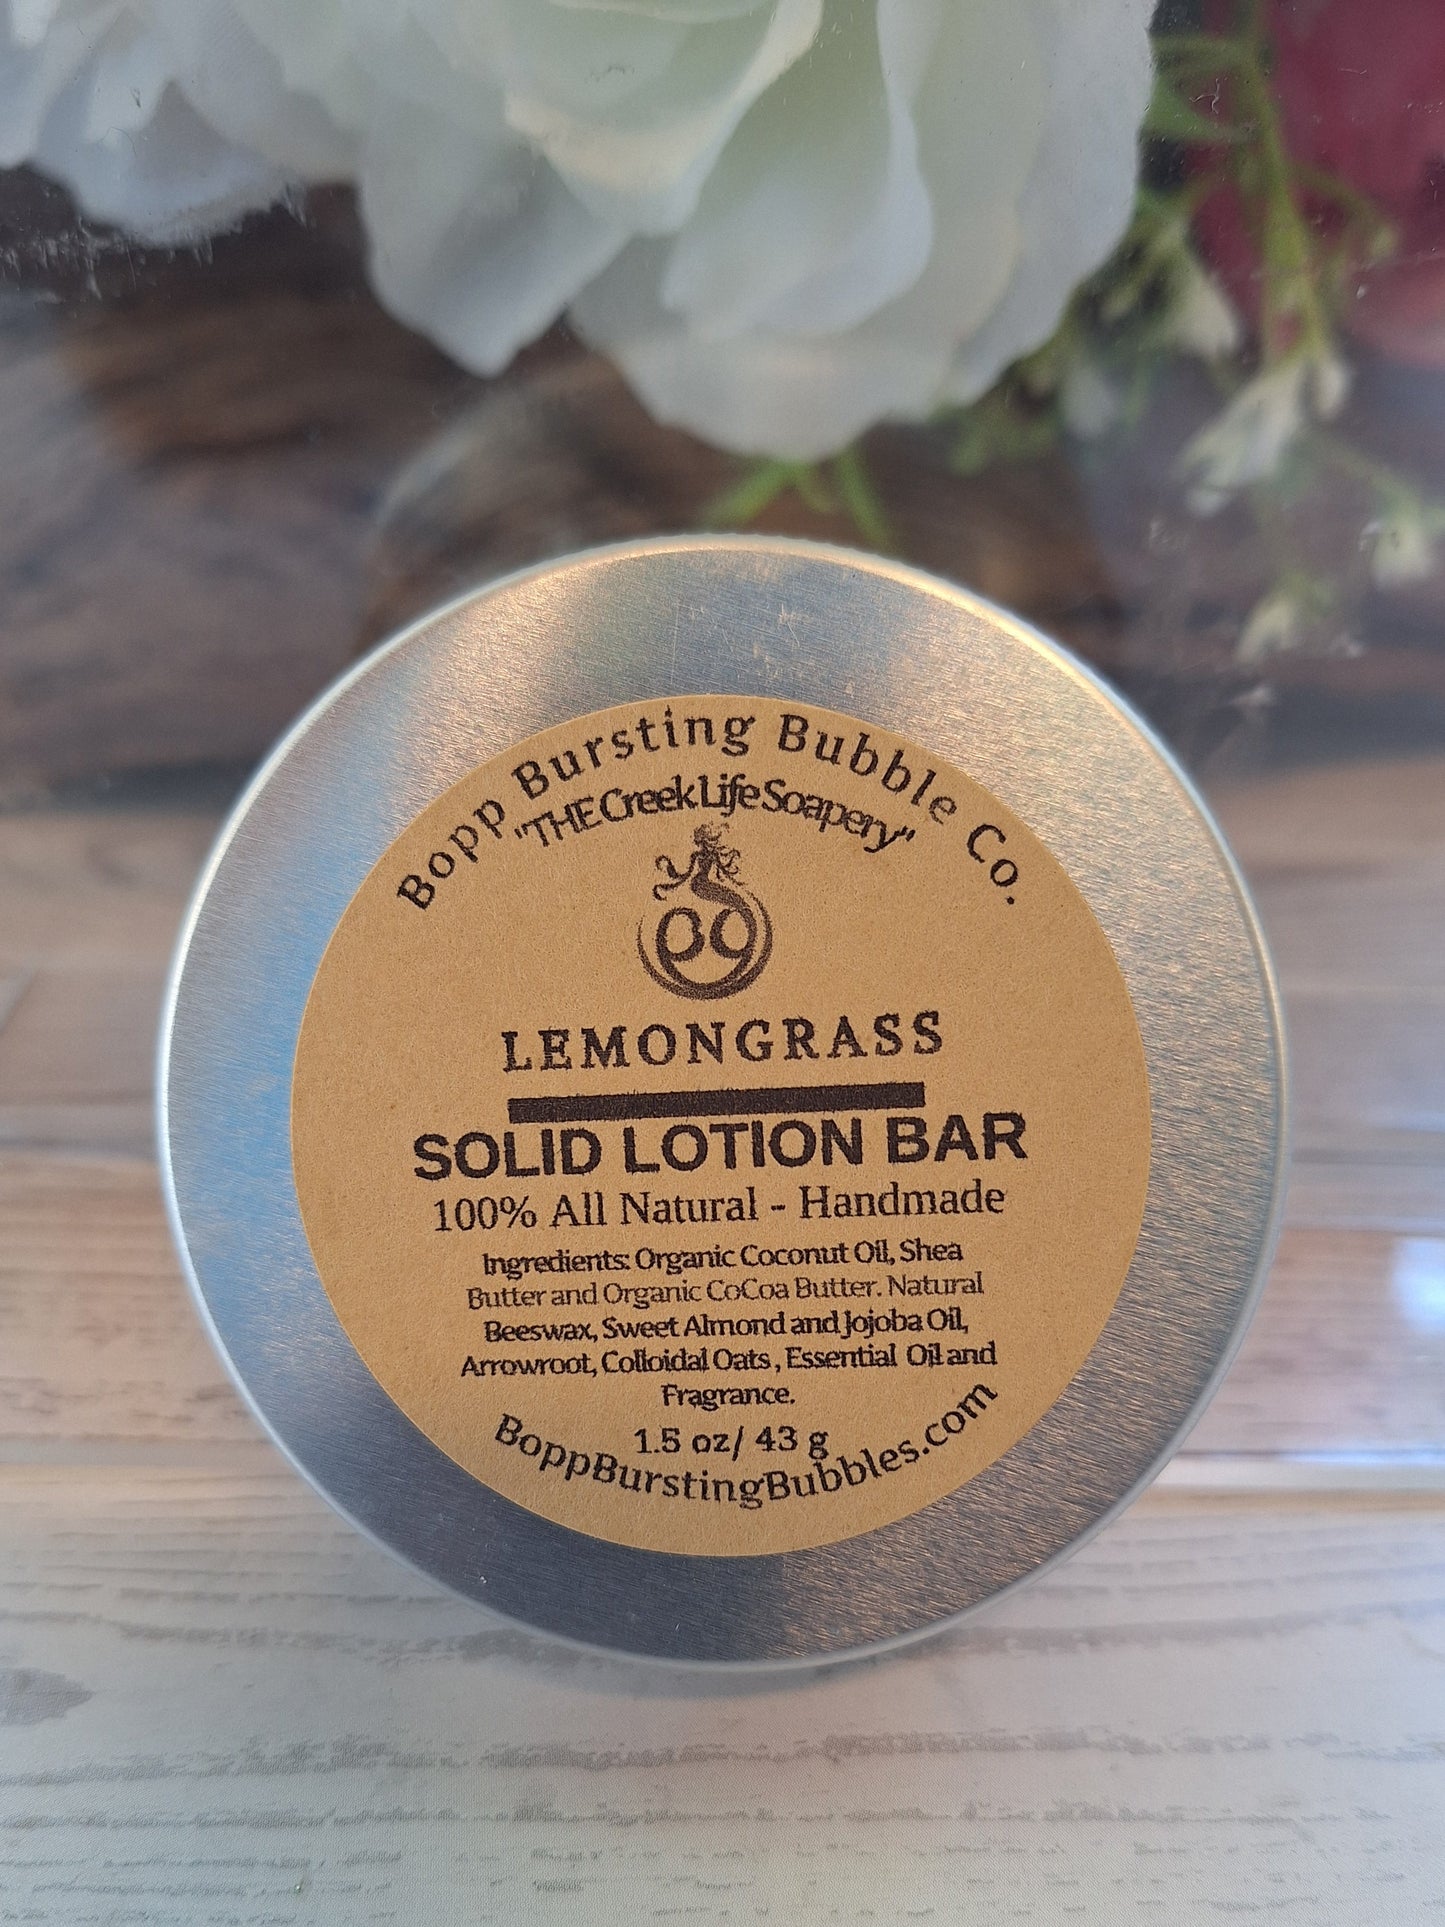 Bopp Bursting Bubble Co.
"THE Creek Life Soapery"
LEMONGRASS
SOLID LOTION BAR
100% All Natural - Handmade
Ingredients: Organic Coconut Oil, Shea
Butter and Organic CoCoa Butter. Natural
Beeswax, Sweet Almond and Jojoba Oil,
Arrowroot, Colloidal Oats , Essential Oil and
Fragrance.
1.5 oz/ 43 g
BoppBurstingBubbles.com